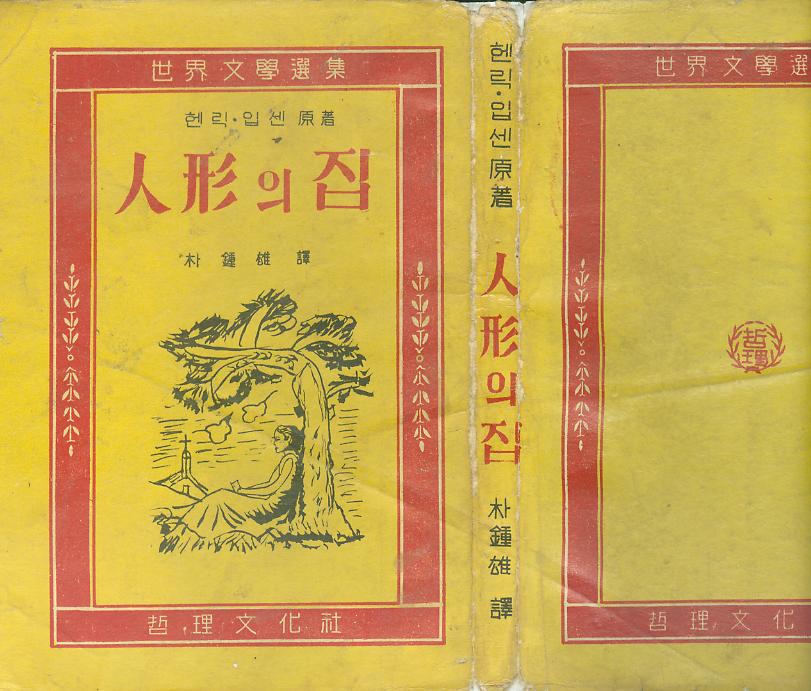 世界文學選集
헨릭·입센 原著
人形의 집
朴鍾雄 譯
哲理文化社
헨릭·입센 原著
人形의 집
朴鍾雄 譯
世界文學選
哲理
哲理文化